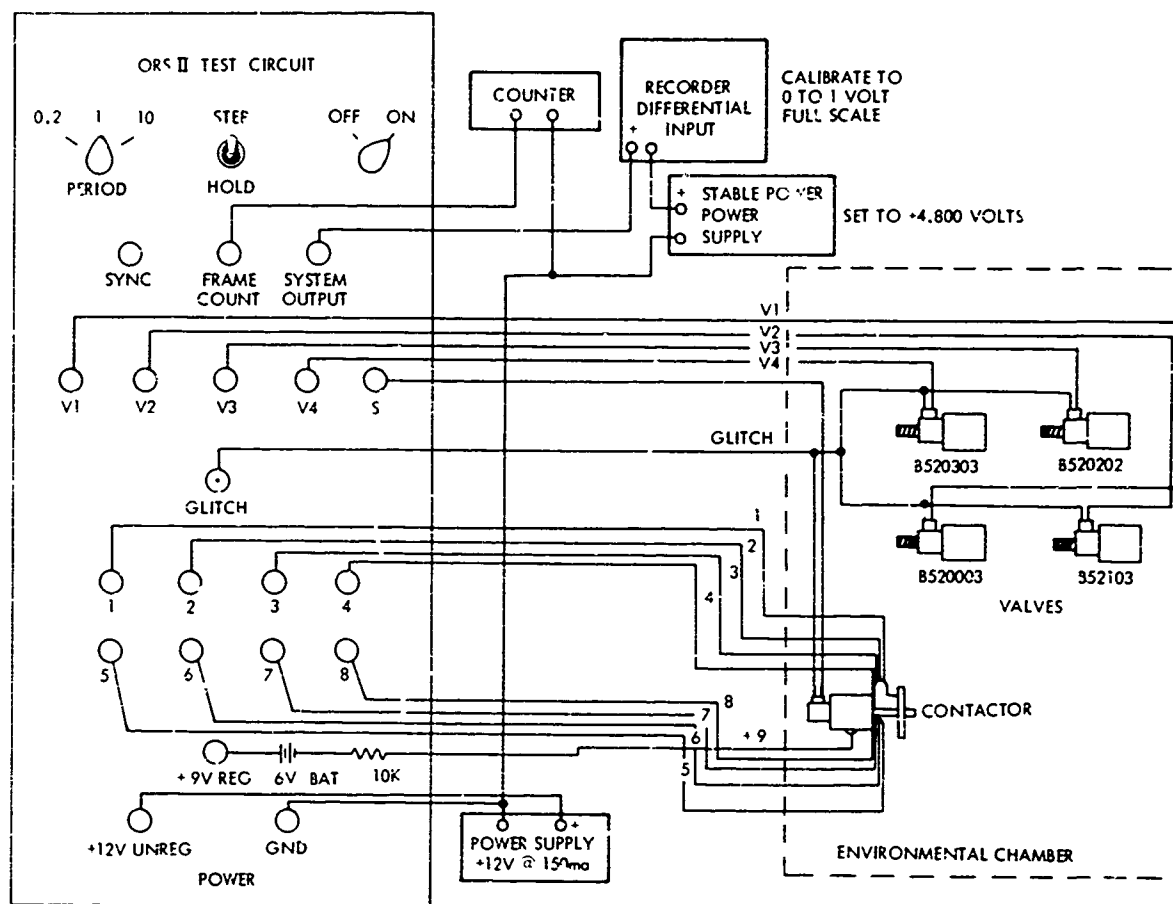 ORS II TEST CIRCUIT
0.2 1 10
PERIOD
STEP
HOLD
OFF ON
SYNC
FRAME
COUNT
SYSTEM
OUTPUT
COUNTER
RECORDER
DIFFERENTIAL
INPUT
+
CALIBRATE TO
0 TO 1 VOLT
FULL SCALE
+ STABLE POWER
POWER
SUPPLY
SET TO +4.800 VOLTS
V1
V2
V3
V4
V1 V2 V3 V4 S
GLITCH
GLITCH
B520303
B520202
B520003
B52103
VALVES
1
2
3
4
1 2 3 4
5 6 7 8
8
7
6
5
+ 9
CONTACTOR
+ 9V REG 6V BAT 10K
+12V UNREG GND
POWER
+
POWER SUPPLY
+12V @ 150ma
ENVIRONMENTAL CHAMBER